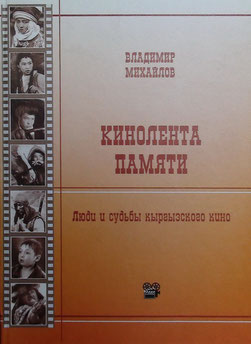 ВЛАДИМИР
МИХАЙЛОВ
КИНОЛЕНТА
ПАМЯТИ
Люди и судьбы кыргызского кино